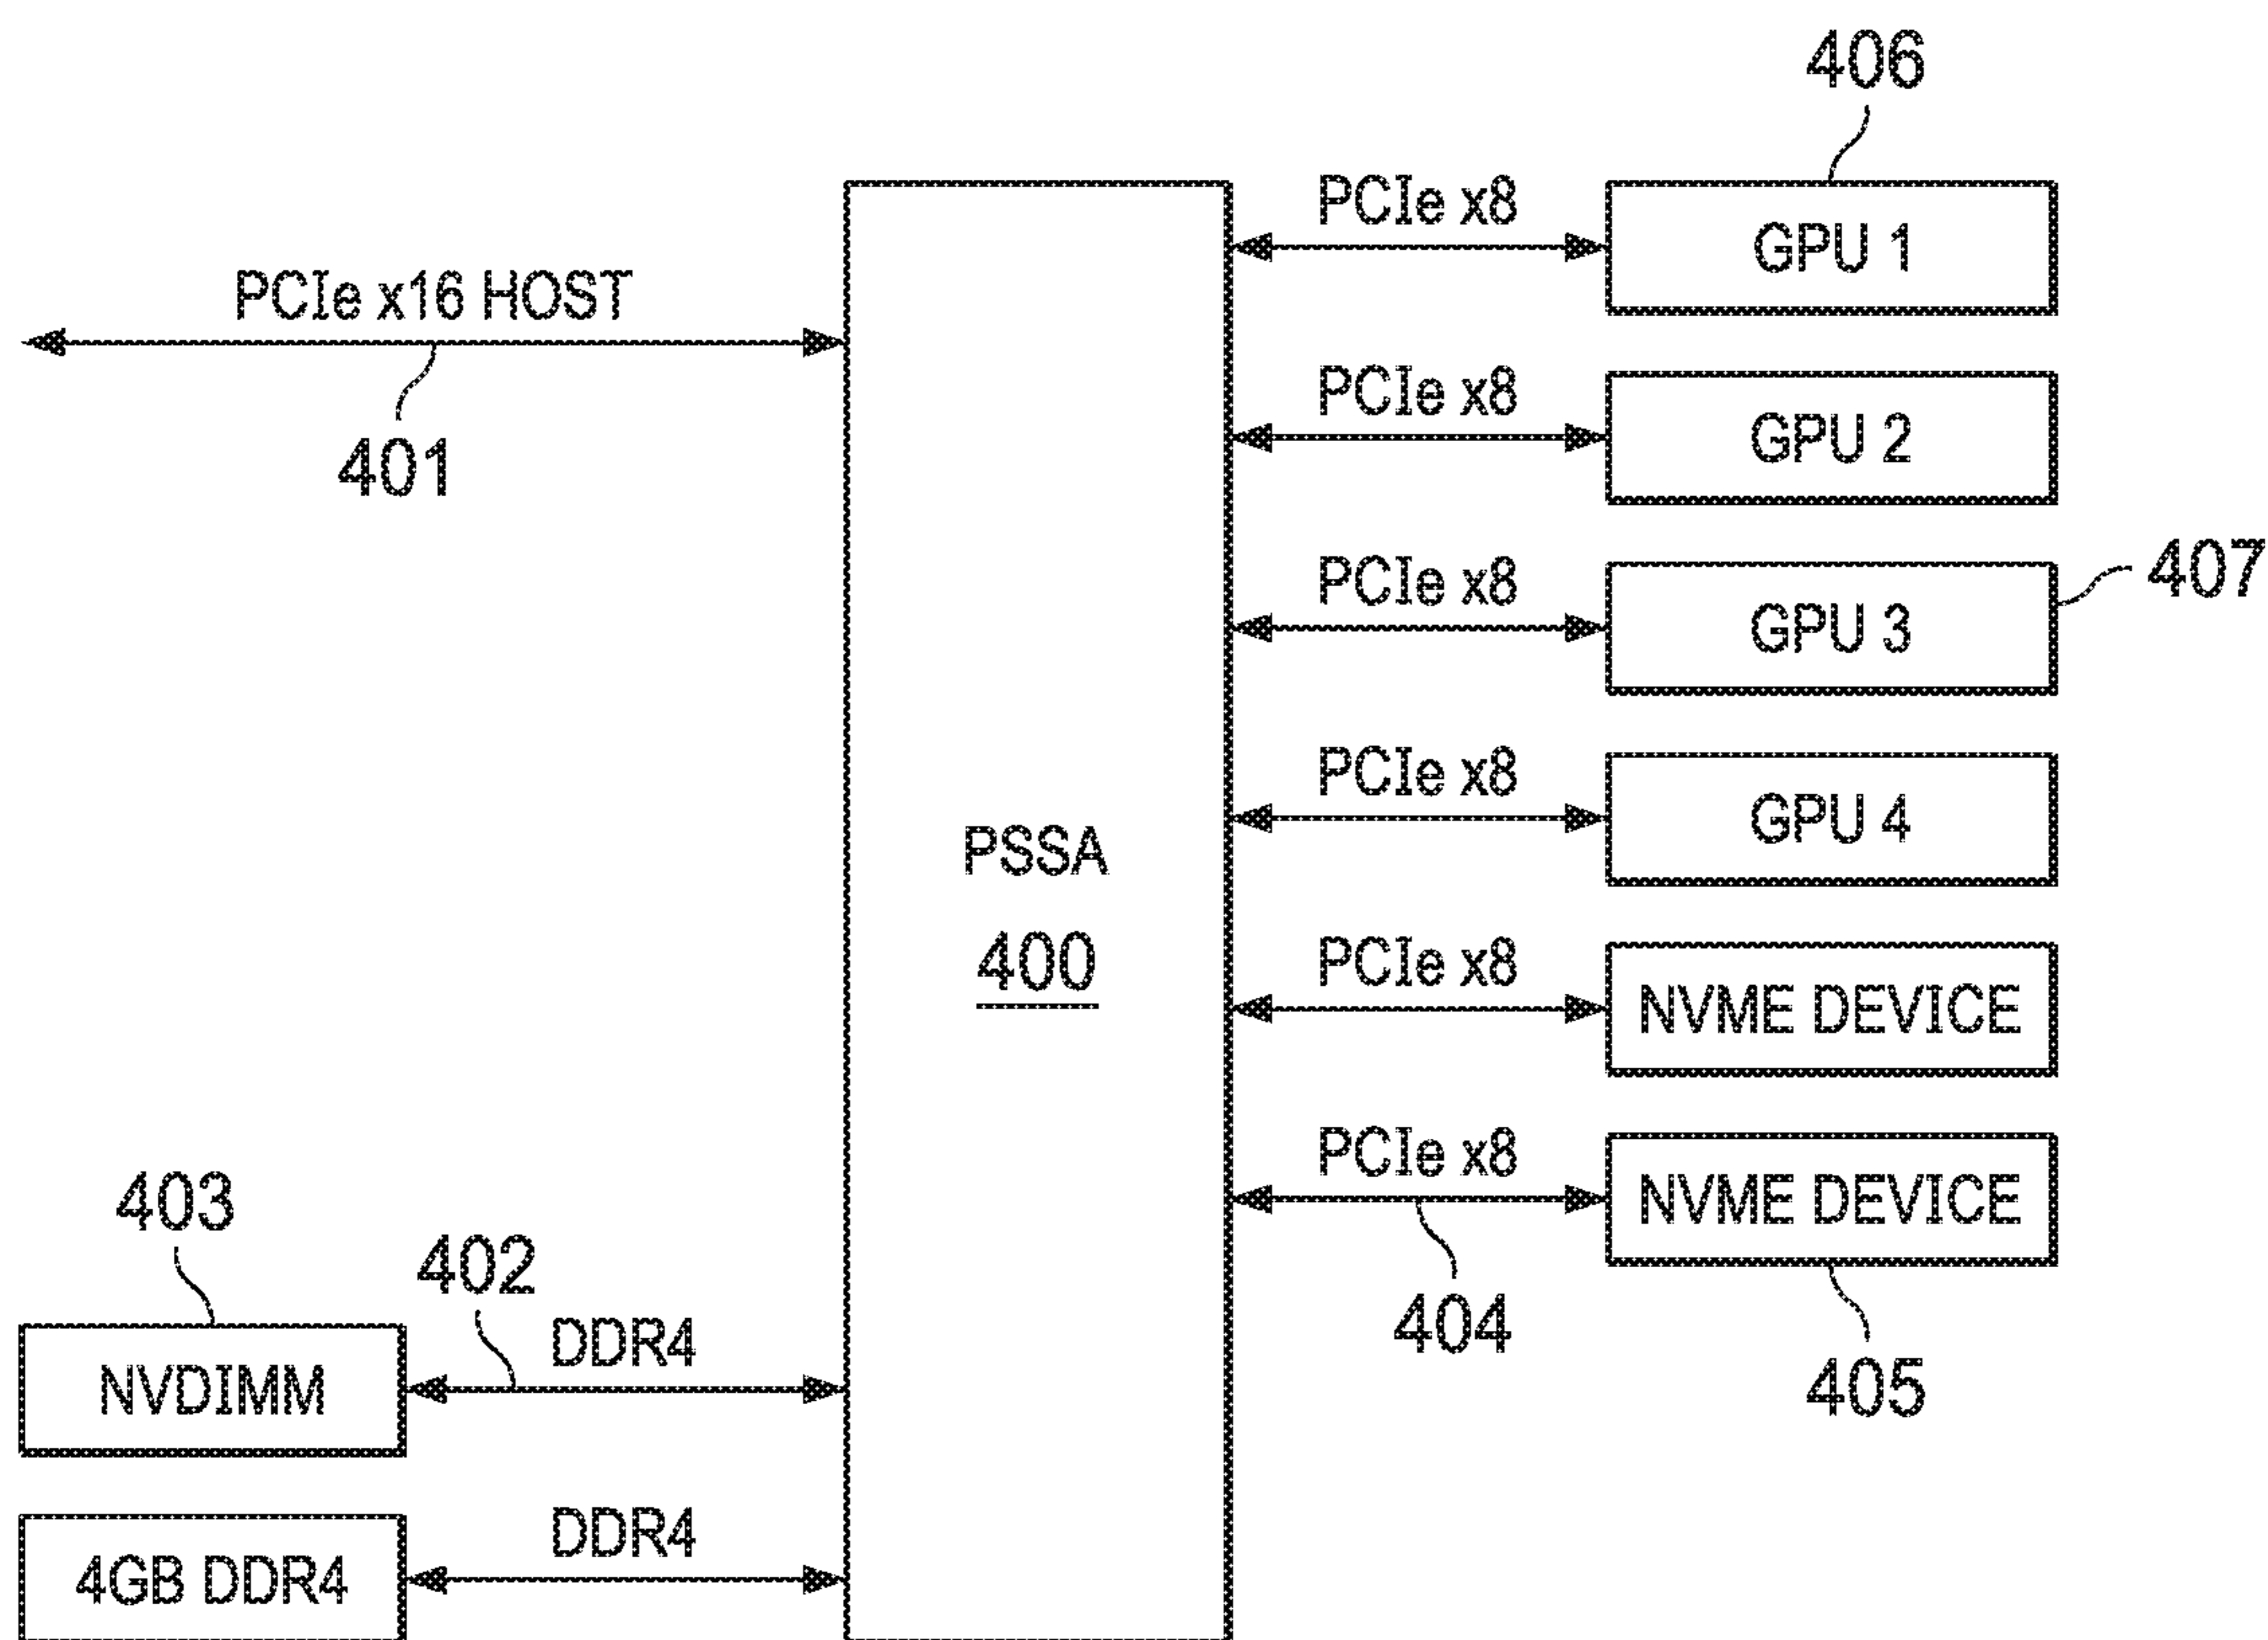 406
PCIe x8
GPU 1
PCIe x16 HOST
401
PCIe x8
GPU 2
PCIe x8
GPU 3
407
PCIe x8
GPU 4
PSSA
400
PCIe x8
NVME DEVICE
PCIe x8
NVME DEVICE
404
405
403
402
DDR4
NVDIMM
DDR4
4GB DDR4